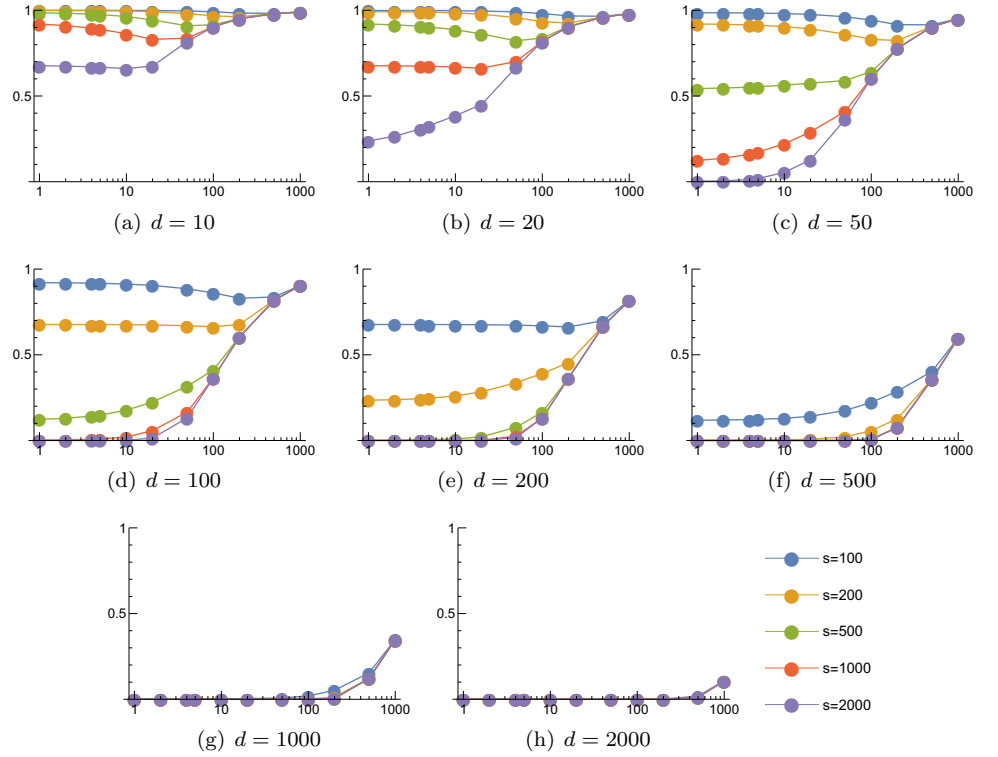 1
0.5
1 10 100 1000
(a) d = 10
1
0.5
1 10 100 1000
(b) d = 20
1
0.5
1 10 100 1000
(c) d = 50
1
0.5
1 10 100 1000
(d) d = 100
1
0.5
1 10 100 1000
(e) d = 200
1
0.5
1 10 100 1000
(f) d = 500
1
0.5
1 10 100 1000
(g) d = 1000
1
0.5
1 10 100 1000
(h) d = 2000
s=100
s=200
s=500
s=1000
s=2000